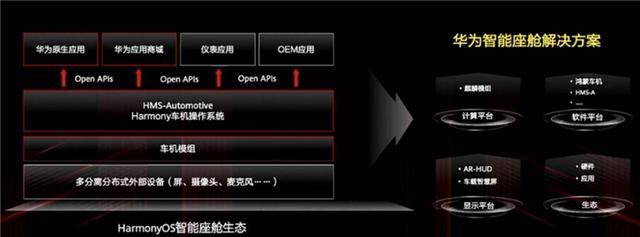 华为原生应用
华为应用商城
仪表应用
OEM应用
Open APIs
Open APIs
Open APIs
HMS-Automotive
Harmony车机操作系统
车机模组
多分离分布式外部设备（屏、摄像头、麦克风……）
HarmonyOS智能座舱生态
华为智能座舱解决方案
• 麒麟模组
计算平台
• 鸿蒙车机
• HMS-A
• ......
软件平台
• AR-HUD
• 车载智慧屏
显示平台
• 硬件
• 应用
生态